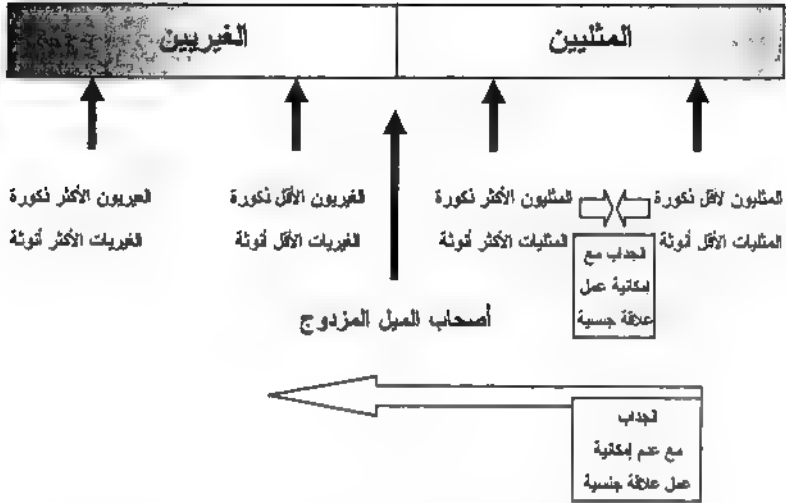 المثليين
الغيريين
المثليون لأقل ذكورة
المثليات الأقل أنوثة
المثليون الأكثر ذكورة
المثليات الأكثر أنوثة
الغيريون الأقل ذكورة
الغيريات الأقل أنوثة
الغيريون الأكثر ذكورة
الغيريات الأكثر أنوثة
انجذاب مع
إمكانية عمل
علاقة جنسية
أصحاب الميل المزدوج
انجذاب
مع عدم إمكانية
عمل علاقة جنسية